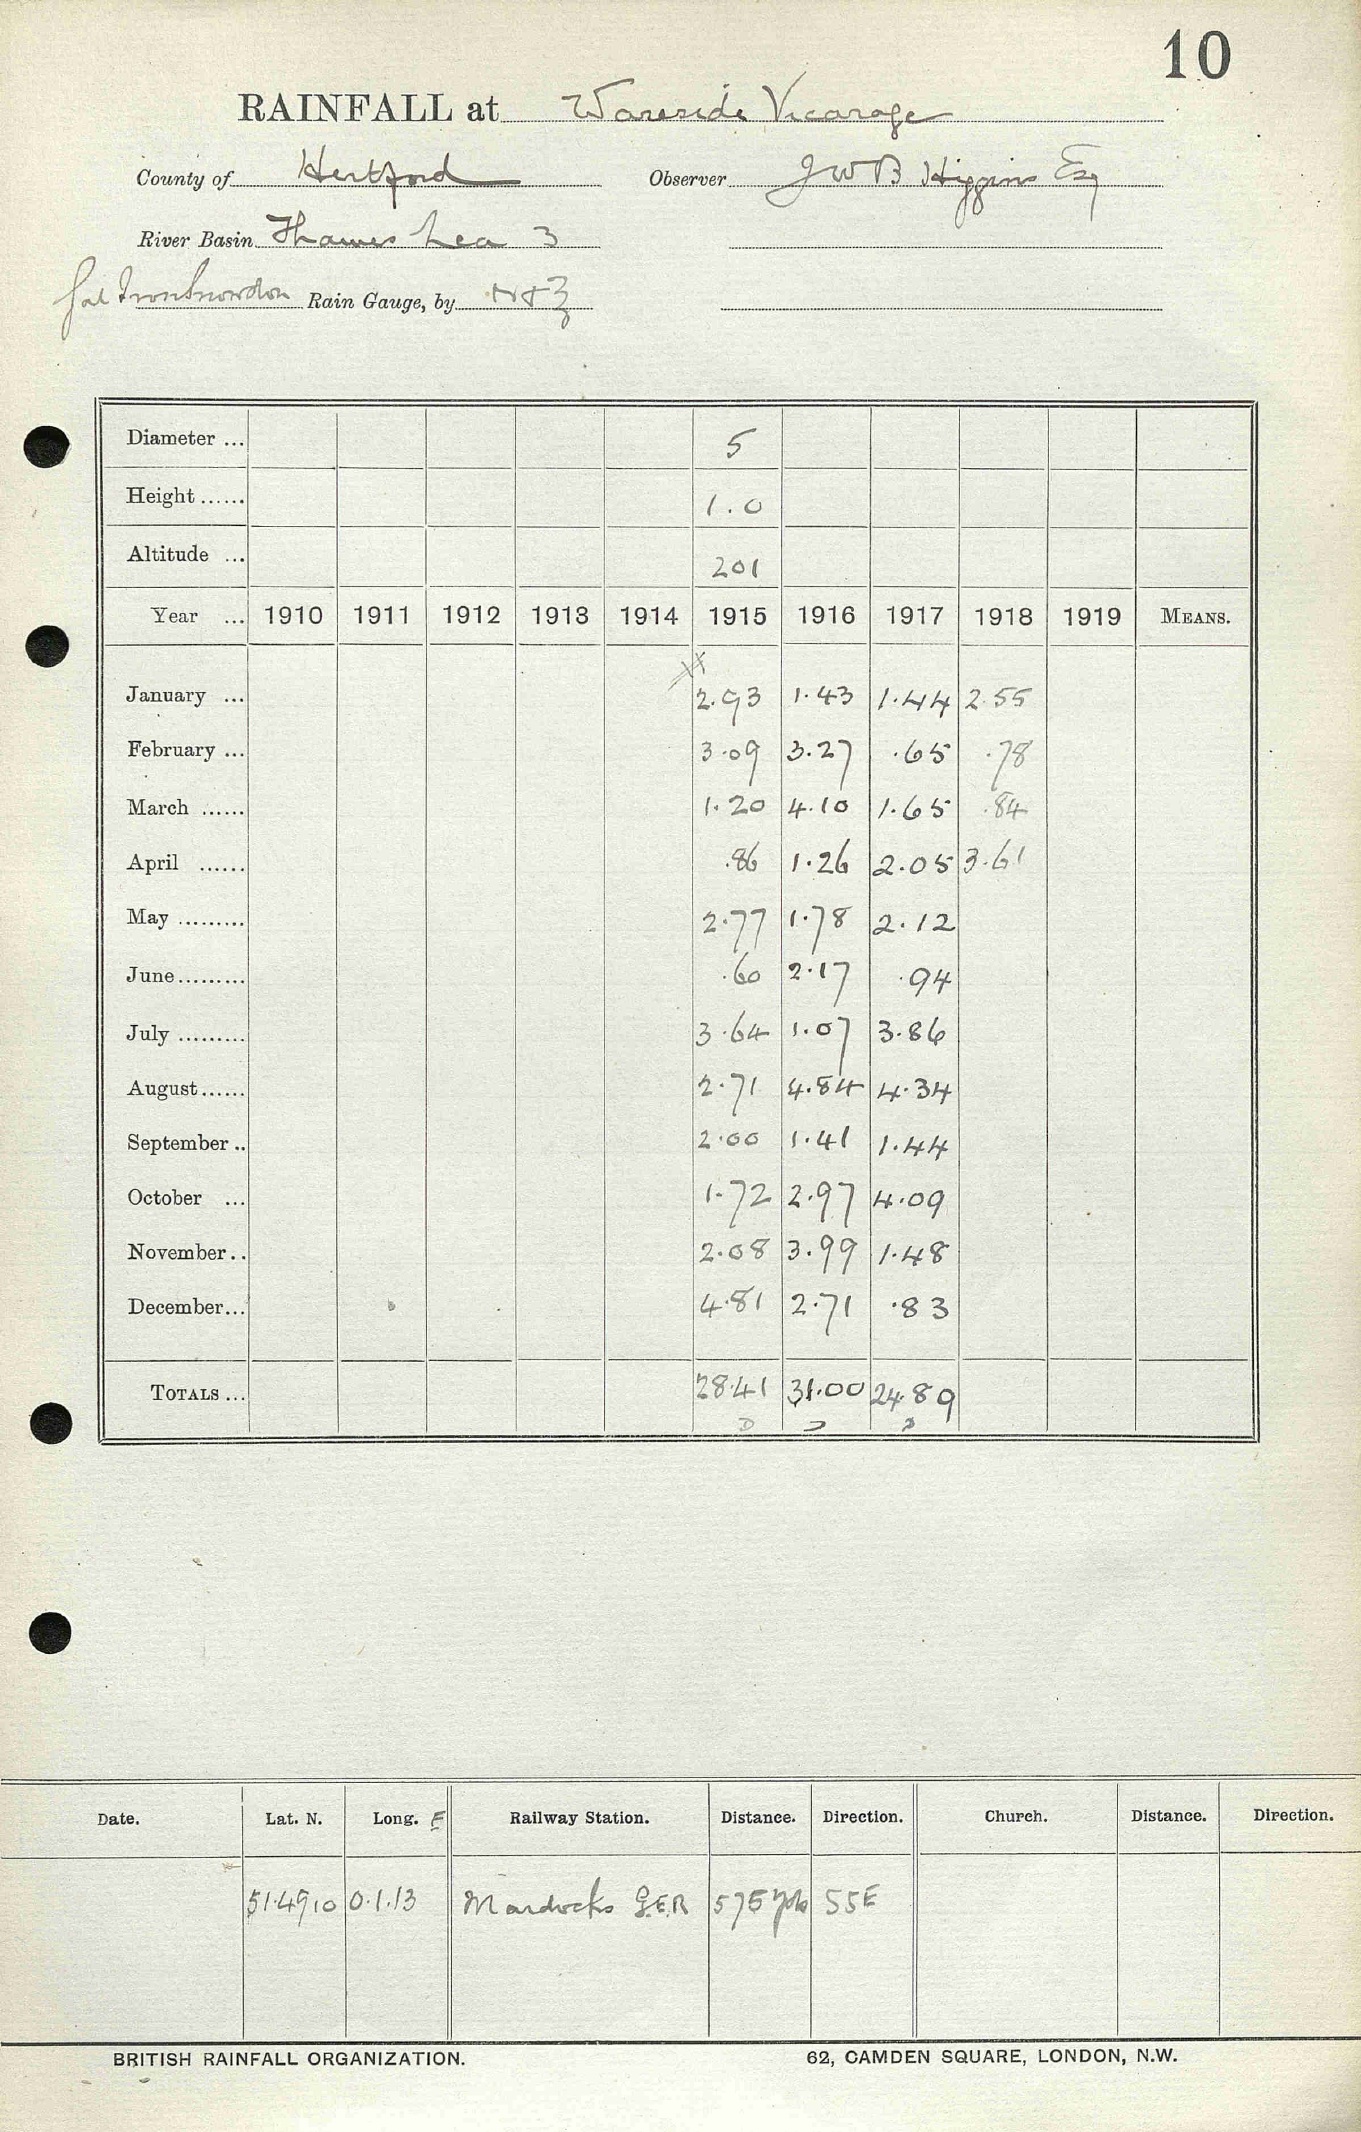 10
RAINFALL at Wareside Vicarage
County of Hertford Observer JWB Higgins Esq
River Basin Thames Lea 3
Gal Iron Snowdon Rain Gauge, by N+Z
Diameter ... 5
Height ...... 1.0
Altitude ... 201
Year ... 1910 1911 1912 1913 1914 1915 1916 1917 1918 1919 MEANS.
January ... 2.93 1.43 1.44 2.55
February ... 3.09 3.27 .65 .78
March ...... 1.20 4.10 1.65 .84
April ...... .86 1.26 2.05 3.61
May ......... 2.77 1.78 2.12
June ......... .60 2.17 .94
July ......... 3.64 1.07 3.86
August ...... 2.71 4.84 4.34
September .. 2.00 1.41 1.44
October ... 1.72 2.97 4.09
November .. 2.08 3.99 1.48
December ... 4.81 2.71 .83
TOTALS ... 28.41 31.00 24.89
Date. Lat. N. Long. E Railway Station. Distance. Direction. Church. Distance. Direction.
51.49.10 0.1.13 Mardocks G.E.R 575 yds SSE
BRITISH RAINFALL ORGANIZATION. 62, CAMDEN SQUARE, LONDON, N.W.